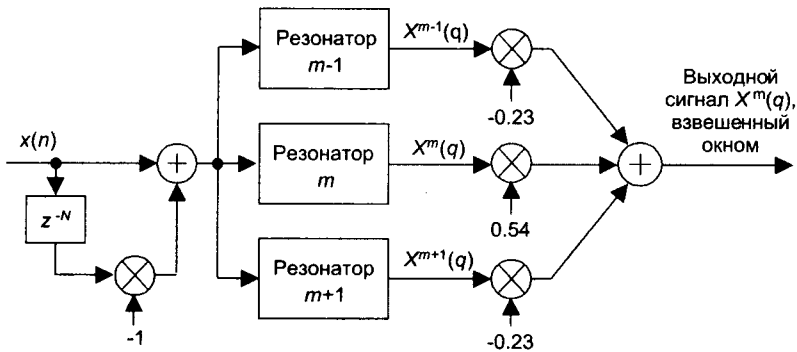 x(n)
z^-N
-1
Резонатор
m-1
X^m-1(q)
-0.23
Резонатор
m
X^m(q)
0.54
Резонатор
m+1
X^m+1(q)
-0.23
Выходной
сигнал X^m(q),
взвешенный
окном